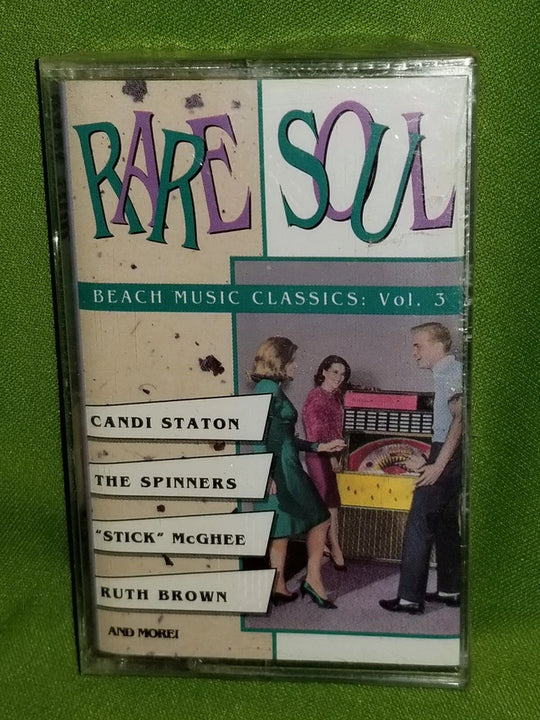 RARE SOUL
BEACH MUSIC CLASSICS: Vol. 3
CANDI STATON
THE SPINNERS
"STICK" McGHEE
RUTH BROWN
AND MORE!